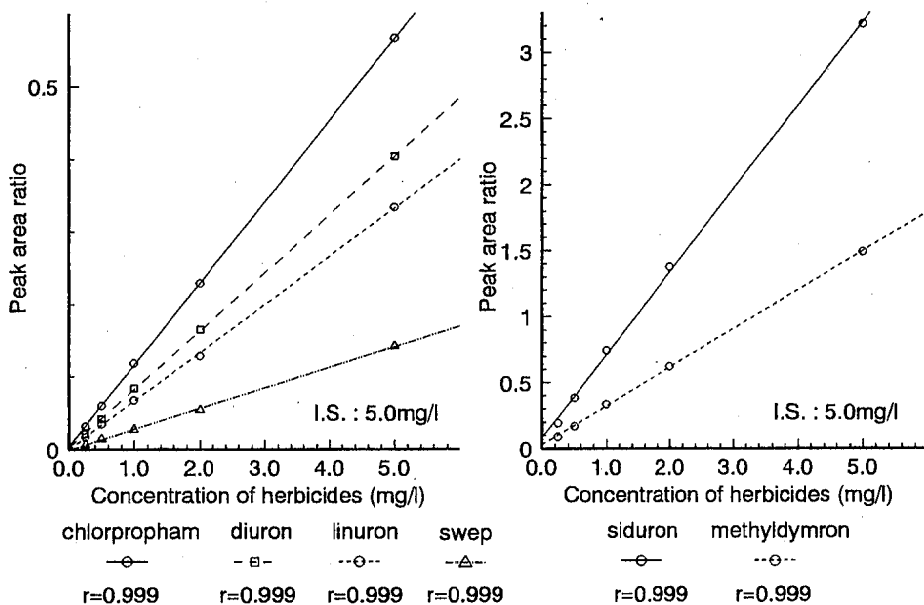 Peak area ratio
0.5
0
0.0 1.0 2.0 3.0 4.0 5.0
I.S. : 5.0mg/l
Concentration of herbicides (mg/l)
chlorpropham diuron linuron swep
r=0.999 r=0.999 r=0.999 r=0.999
Peak area ratio
3
2.5
2
1.5
1
0.5
0
0.0 1.0 2.0 3.0 4.0 5.0
I.S. : 5.0mg/l
Concentration of herbicides (mg/l)
siduron methyldymron
r=0.999 r=0.999